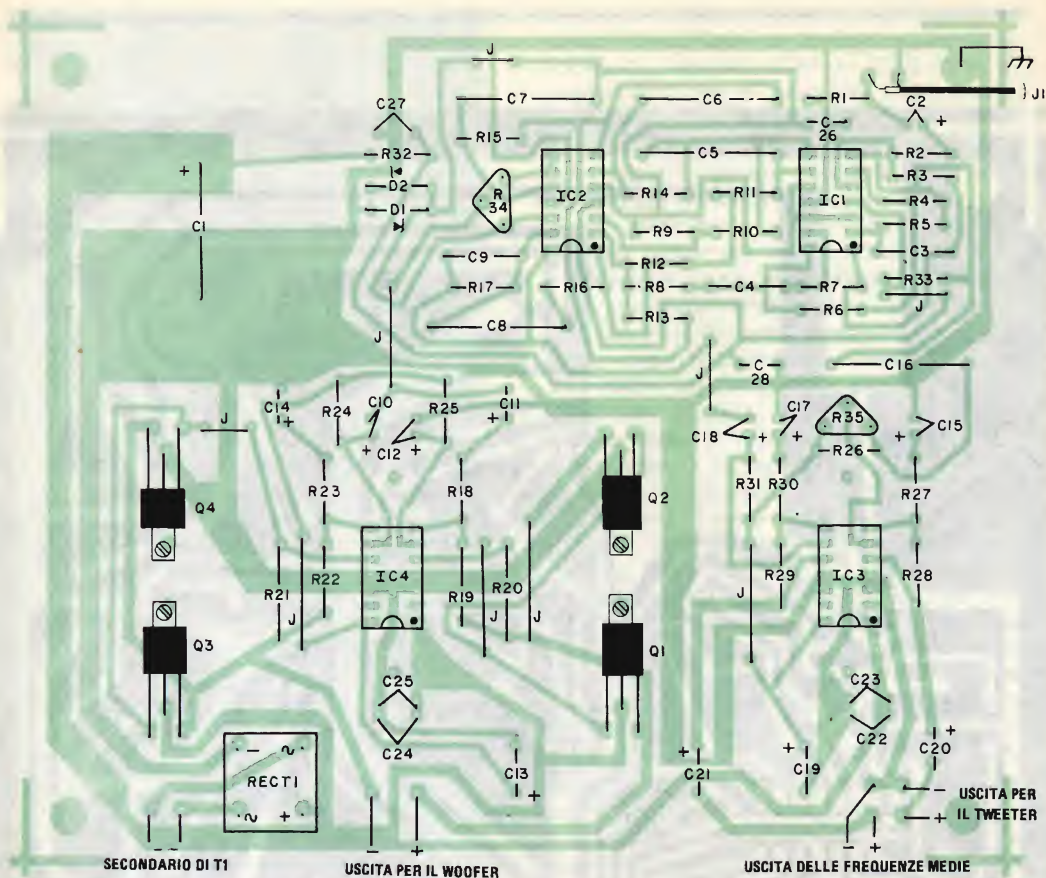 J
J1
C27
C7
C6
R1
C2
+
R15
C
26
R32
C5
R2
+
D2
R3
C1
D1
R
34
IC2
R14
R11
IC1
R4
R5
R9
R10
C9
R12
C3
R17
R16
R8
C4
R7
R33
R6
J
R13
C8
J
J
C
28
C16
C14
+
R24
C10
R25
C11
+
J
+
C12
+
C18
+
C17
+
R35
+
C15
R26
R23
R18
R31
R30
R27
Q4
Q2
R21
R22
IC4
R19
R20
R29
IC3
R28
J
J
J
J
Q3
Q1
C25
C23
C24
C22
RECT1
- ~
~ +
C13
+
+
C21
+
C19
+
C20
- USCITA PER
+ IL TWEETER
- +
- +
SECONDARIO DI T1
USCITA PER IL WOOFER
USCITA DELLE FREQUENZE MEDIE